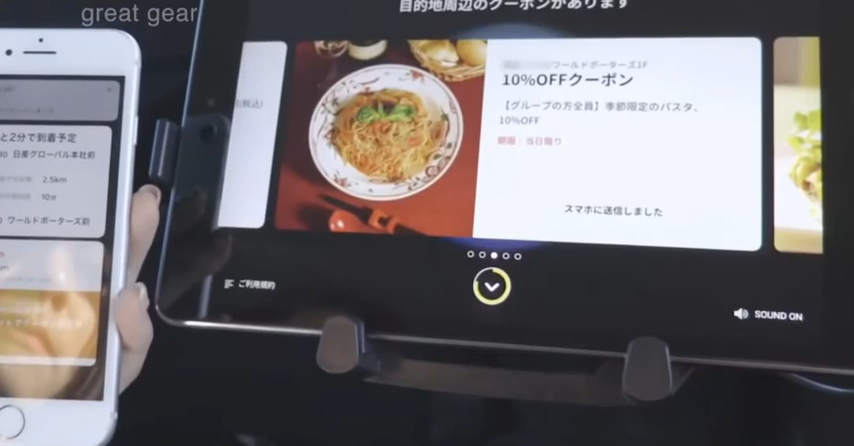 great gear
目的地周辺のクーポンがあります
ワールドポーターズ1F
10%OFFクーポン
【グループの方全員】季節限定のパスタ、
10%OFF
期限 当日限り
スマホに送信しました
ご利用規約
SOUND ON
と2分で到着予定
日産グローバル本社前
2.5km
10分
ワールドポーターズ前